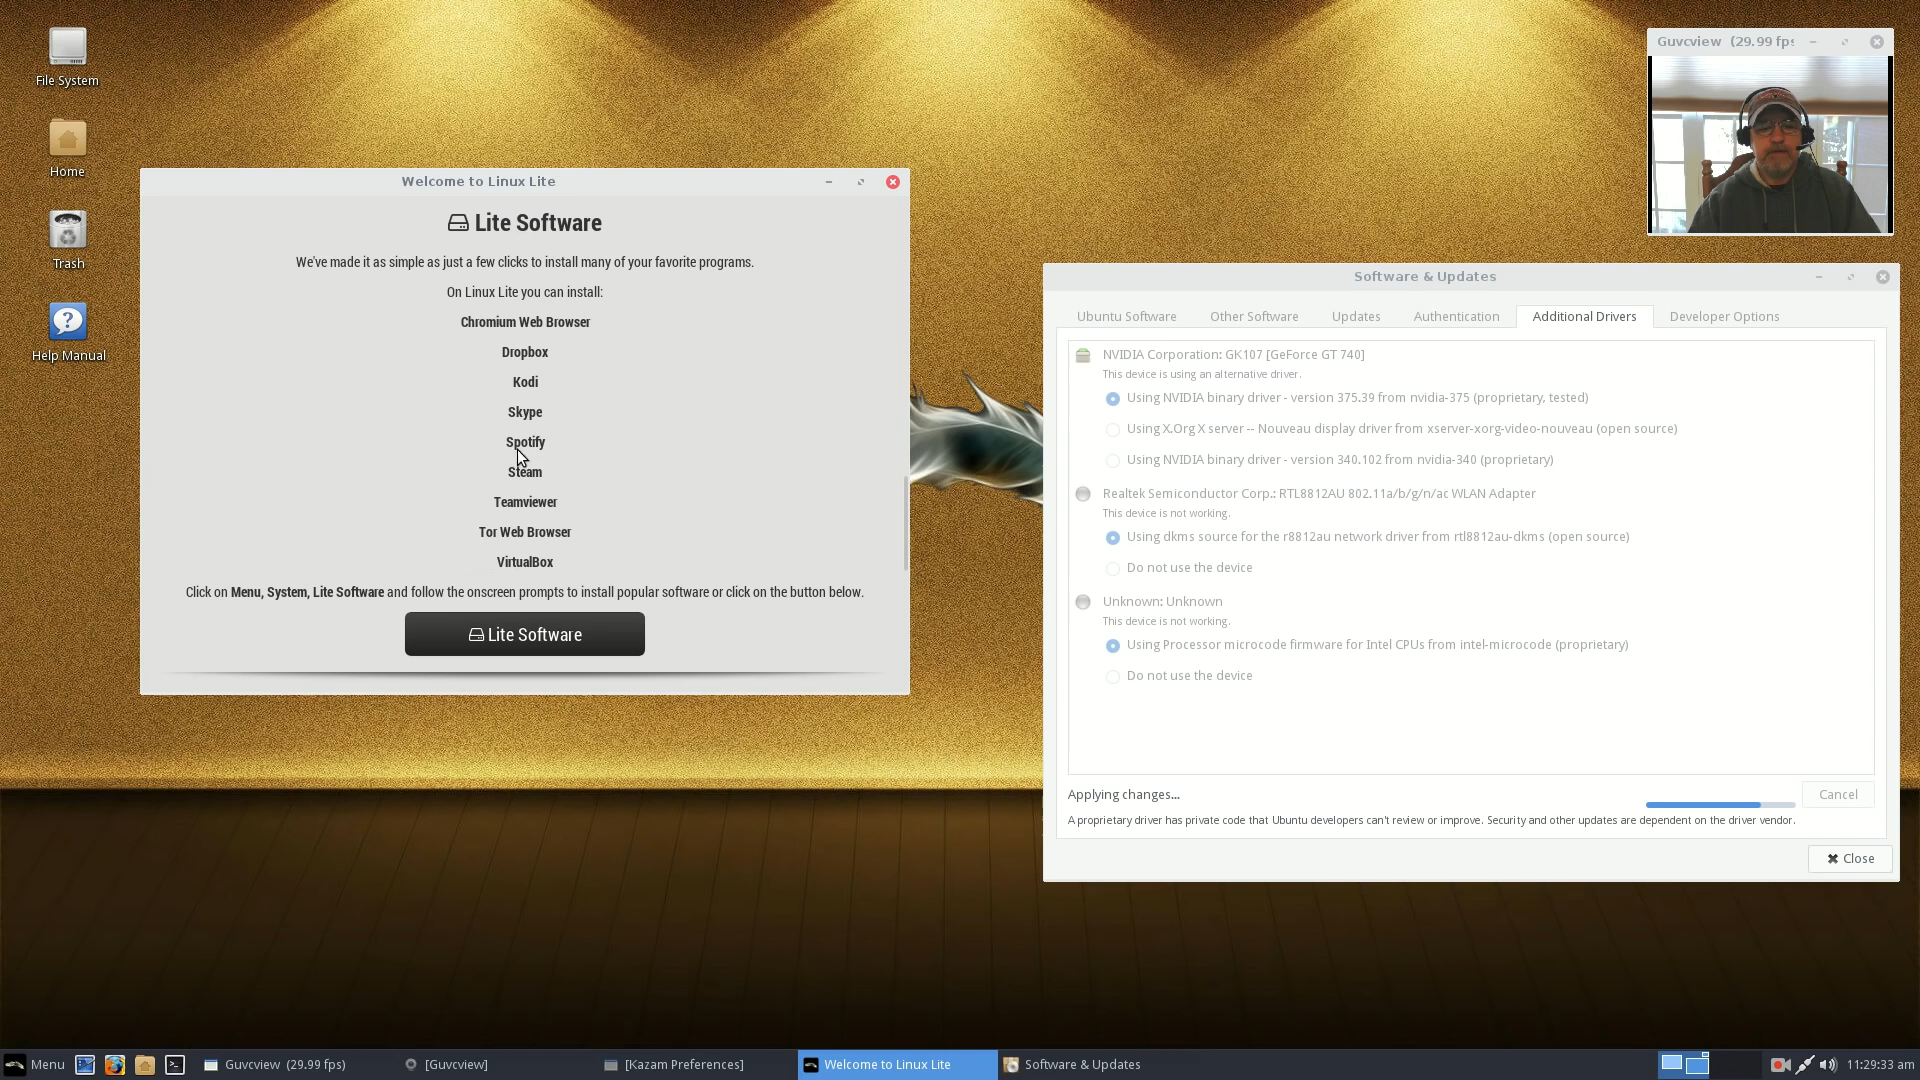 File System
Home
Trash
Help Manual
Welcome to Linux Lite
Lite Software
We've made it as simple as just a few clicks to install many of your favorite programs.
On Linux Lite you can install:
Chromium Web Browser
Dropbox
Kodi
Skype
Spotify
Steam
Teamviewer
Tor Web Browser
VirtualBox
Click on Menu, System, Lite Software and follow the onscreen prompts to install popular software or click on the button below.
Lite Software
Guvcview (29.99 fps
Software & Updates
Ubuntu Software Other Software Updates Authentication Additional Drivers Developer Options
NVIDIA Corporation: GK107 [GeForce GT 740]
This device is using an alternative driver.
Using NVIDIA binary driver - version 375.39 from nvidia-375 (proprietary, tested)
Using X.Org X server -- Nouveau display driver from xserver-xorg-video-nouveau (open source)
Using NVIDIA binary driver - version 340.102 from nvidia-340 (proprietary)
Realtek Semiconductor Corp.: RTL8812AU 802.11a/b/g/n/ac WLAN Adapter
This device is not working.
Using dkms source for the r8812au network driver from rtl8812au-dkms (open source)
Do not use the device
Unknown: Unknown
This device is not working.
Using Processor microcode firmware for Intel CPUs from intel-microcode (proprietary)
Do not use the device
Applying changes...
Cancel
A proprietary driver has private code that Ubuntu developers can't review or improve. Security and other updates are dependent on the driver vendor.
Close
Menu Guvcview (29.99 fps) [Guvcview] [Kazam Preferences] Welcome to Linux Lite Software & Updates 11:29:33 am